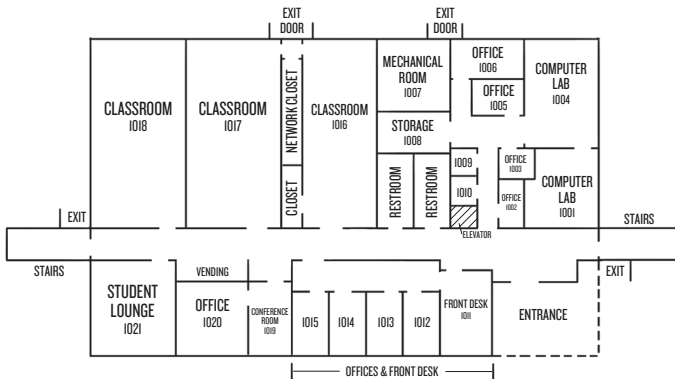 EXIT
DOOR
EXIT
DOOR
OFFICE
1006
MECHANICAL
ROOM
1007
COMPUTER
LAB
1004
OFFICE
1005
CLASSROOM
1018
CLASSROOM
1017
NETWORK CLOSET
CLASSROOM
1016
STORAGE
1008
1009
OFFICE
1003
CLOSET
RESTROOM
RESTROOM
1010
OFFICE
1002
COMPUTER
LAB
1001
EXIT
STAIRS
ELEVATOR
STAIRS
VENDING
EXIT
STUDENT
LOUNGE
1021
OFFICE
1020
CONFERENCE
ROOM
1019
1015
1014
1013
1012
FRONT DESK
1011
ENTRANCE
OFFICES & FRONT DESK